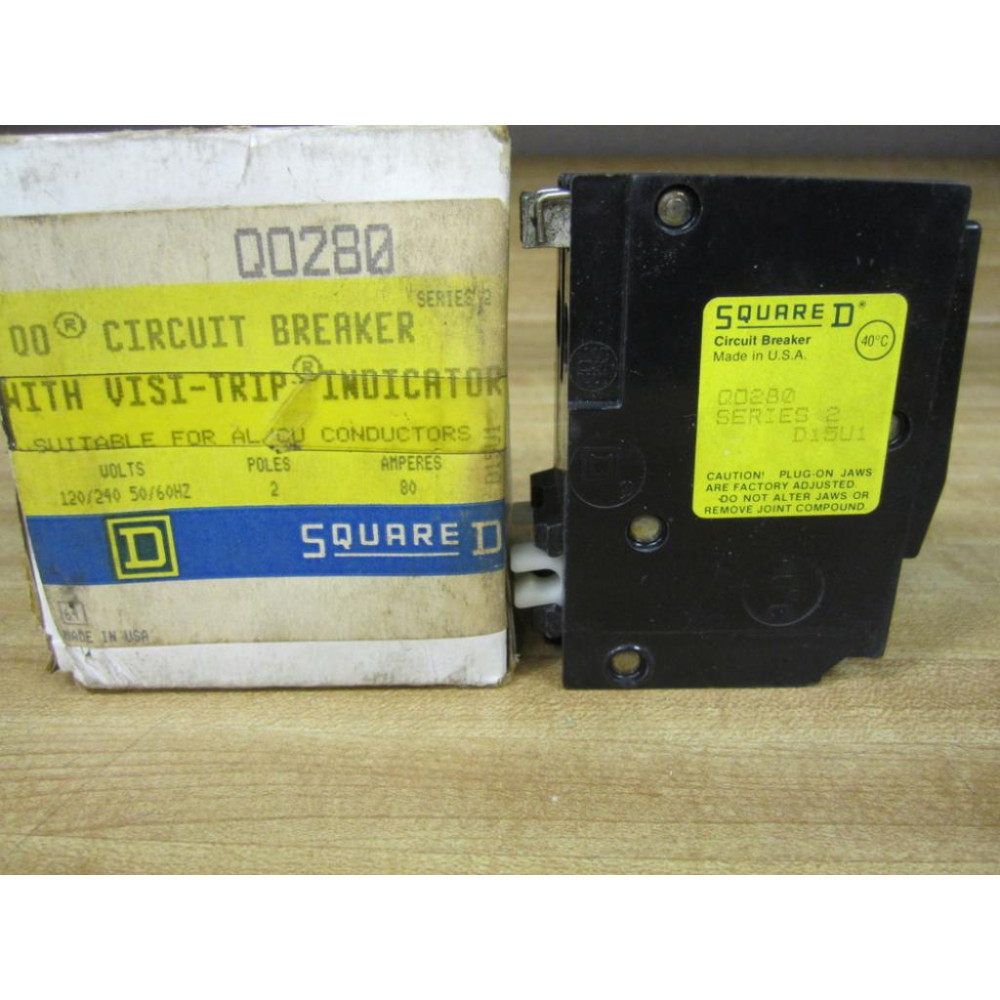 QO280
SERIES 2
QO® CIRCUIT BREAKER
WITH VISI-TRIP® INDICATOR
SUITABLE FOR AL/CU CONDUCTORS
VOLTS POLES AMPERES
120/240 50/60HZ 2 80
D15U1
D SQUARE D
MADE IN USA
SQUARE D®
Circuit Breaker
40°C
Made in U.S.A.
QO280
SERIES 2
D15U1
CAUTION! PLUG-ON JAWS
ARE FACTORY ADJUSTED.
DO NOT ALTER JAWS OR
REMOVE JOINT COMPOUND.